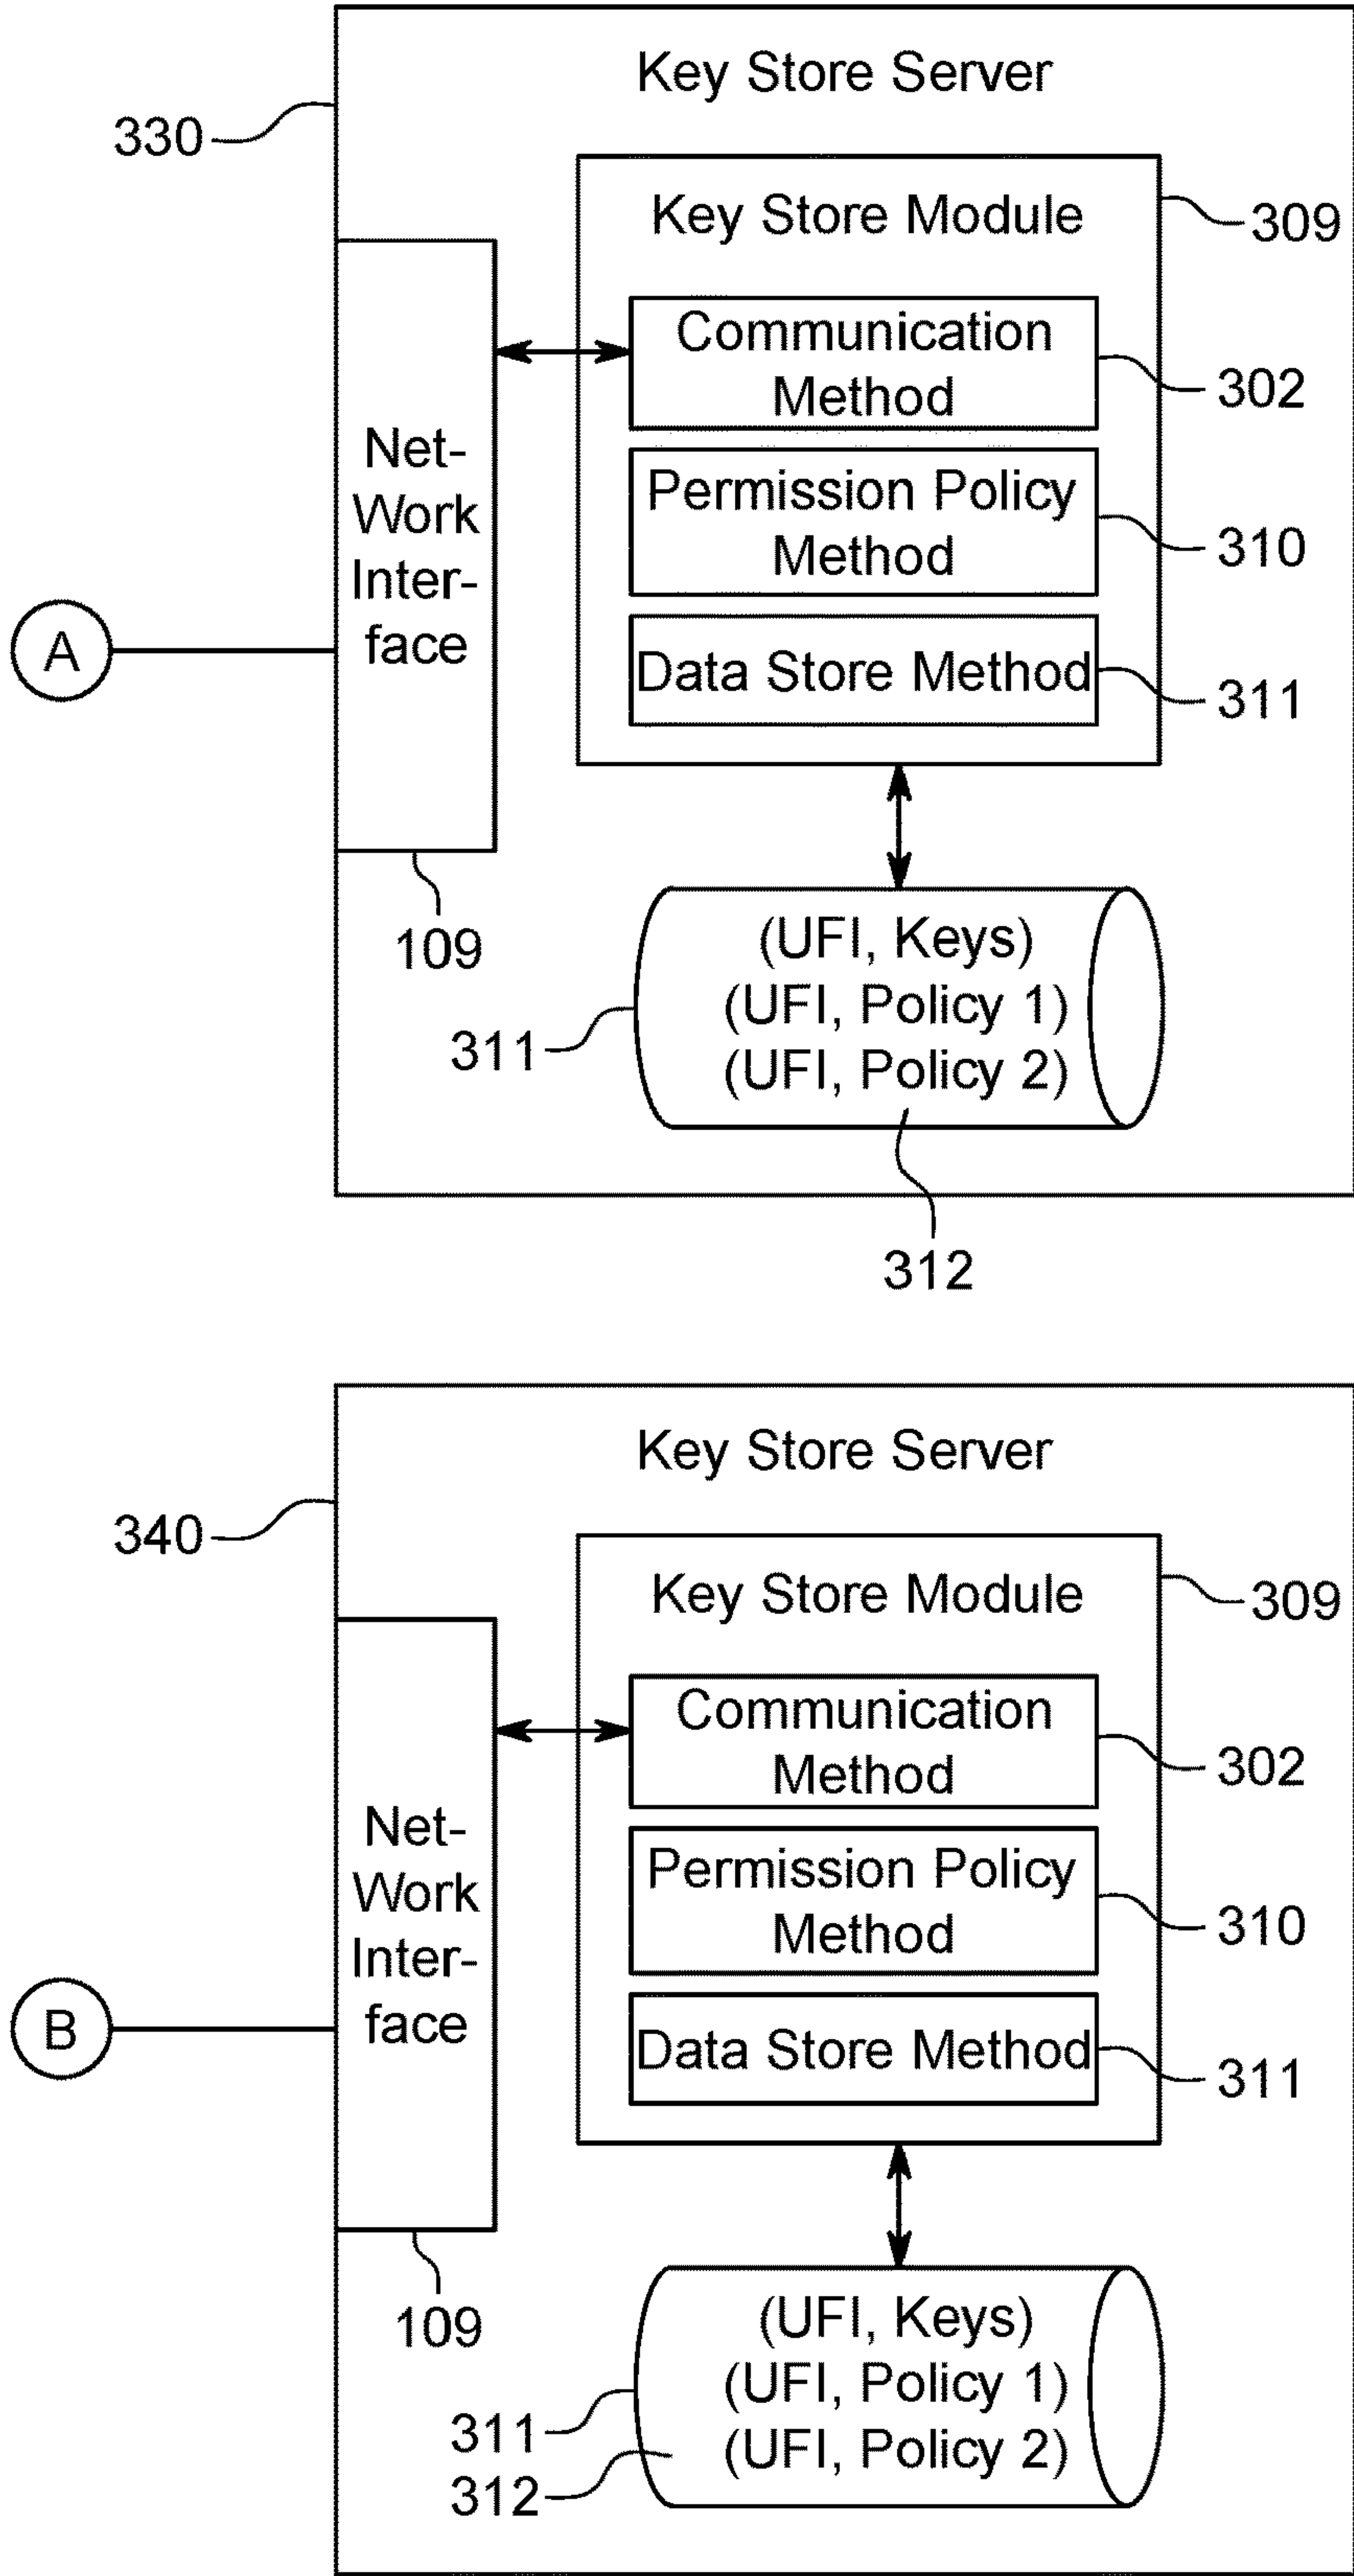 Key Store Server
330
Key Store Module
309
Communication
Method
302
Net-
Work
Inter-
face
Permission Policy
Method
310
A
Data Store Method
311
109
(UFI, Keys)
(UFI, Policy 1)
(UFI, Policy 2)
311
312
Key Store Server
340
Key Store Module
309
Communication
Method
302
Net-
Work
Inter-
face
Permission Policy
Method
310
B
Data Store Method
311
109
(UFI, Keys)
(UFI, Policy 1)
(UFI, Policy 2)
311
312